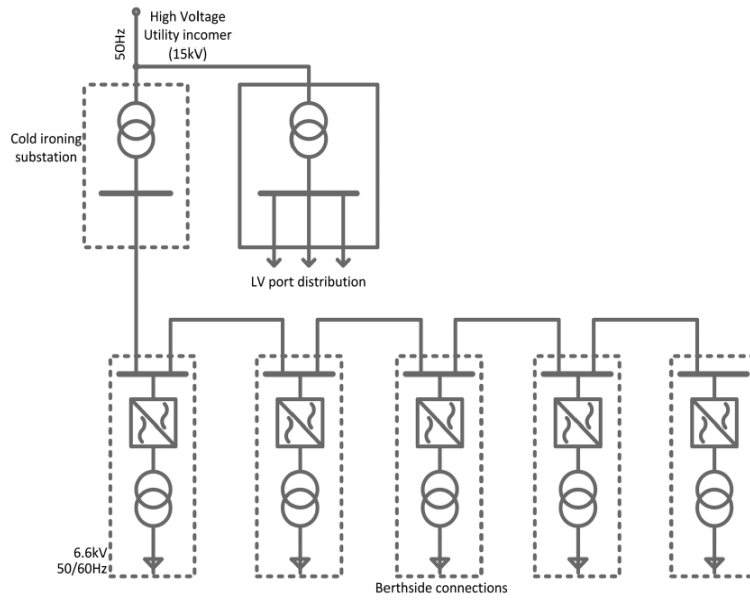 50Hz
High Voltage
Utility incomer
(15kV)
Cold ironing
substation
LV port distribution
6.6kV
50/60Hz
Berthside connections